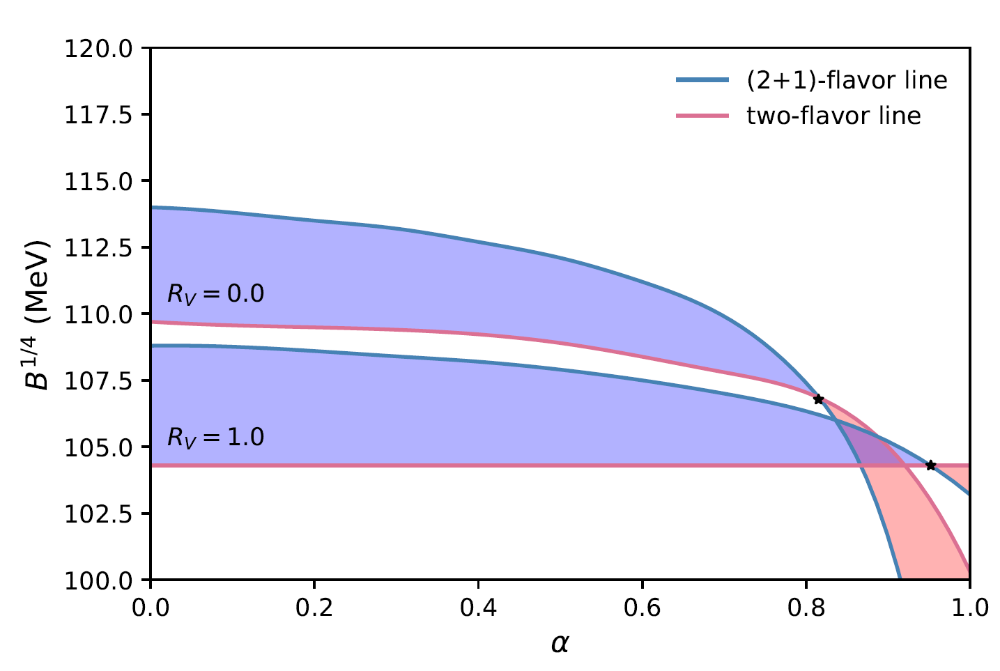 120.0
117.5
115.0
112.5
110.0
107.5
105.0
102.5
100.0
B^{1/4} (MeV)
(2+1)-flavor line
two-flavor line
R_V = 0.0
R_V = 1.0
0.0 0.2 0.4 0.6 0.8 1.0
α